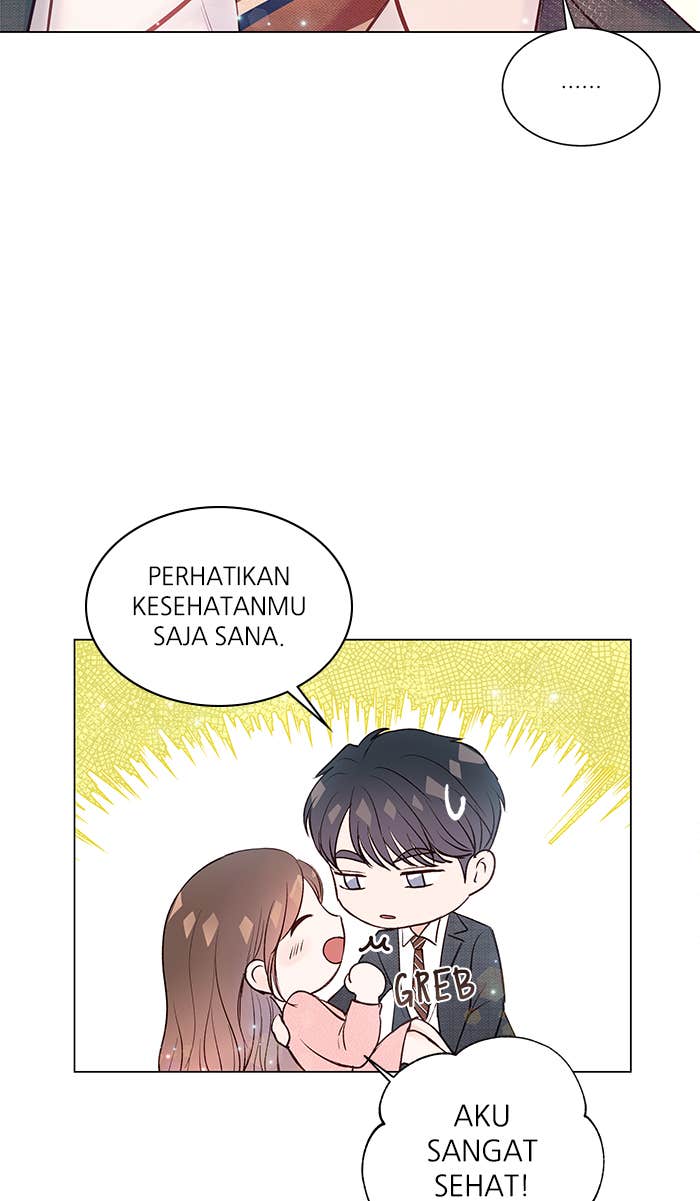 ......
PERHATIKAN
KESEHATANMU
SAJA SANA.
GREB
AKU
SANGAT
SEHAT!